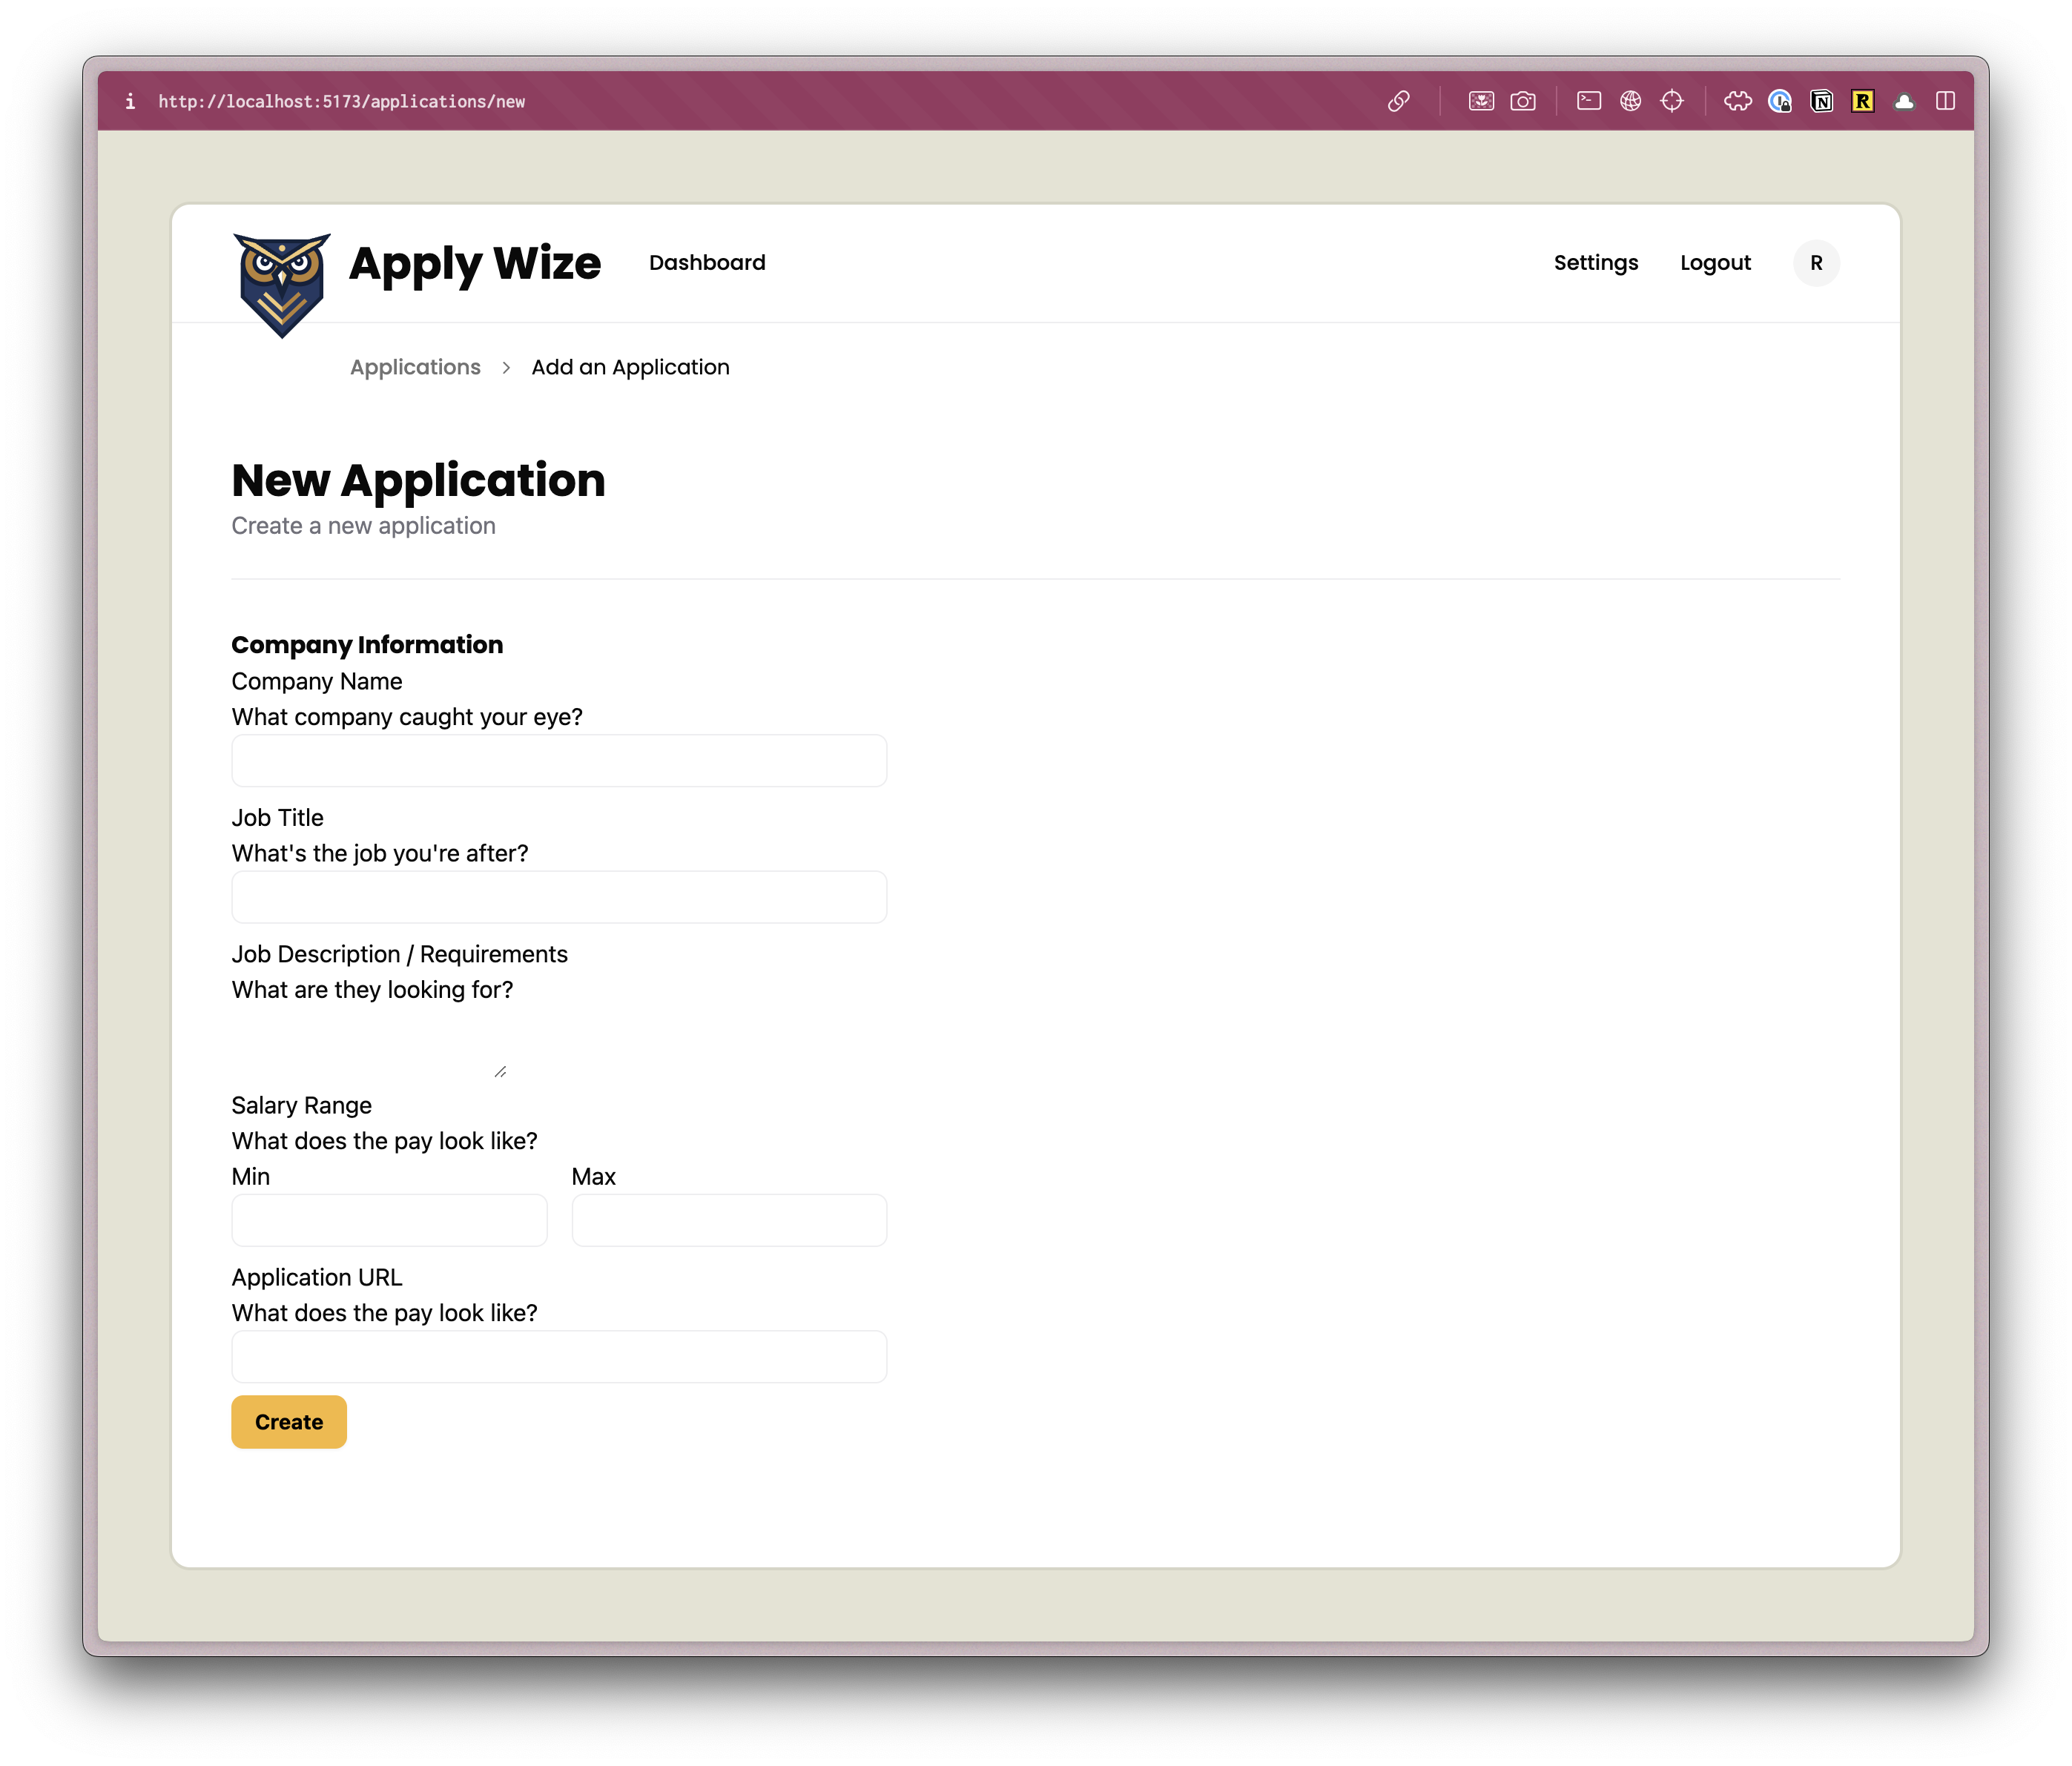 i http://localhost:5173/applications/new
Apply Wize Dashboard Settings Logout R
Applications > Add an Application
New Application
Create a new application
Company Information
Company Name
What company caught your eye?
Job Title
What's the job you're after?
Job Description / Requirements
What are they looking for?
Salary Range
What does the pay look like?
Min Max
Application URL
What does the pay look like?
Create